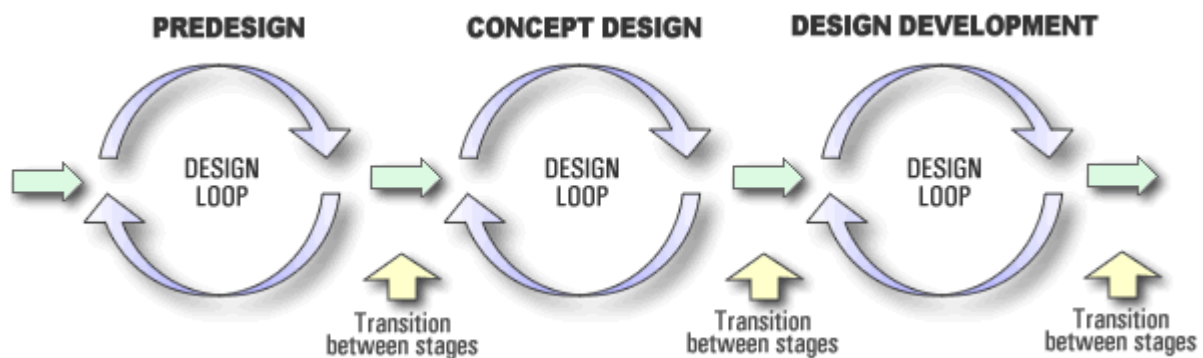 PREDESIGN
CONCEPT DESIGN
DESIGN DEVELOPMENT
DESIGN
LOOP
DESIGN
LOOP
DESIGN
LOOP
Transition
between stages
Transition
between stages
Transition
between stages